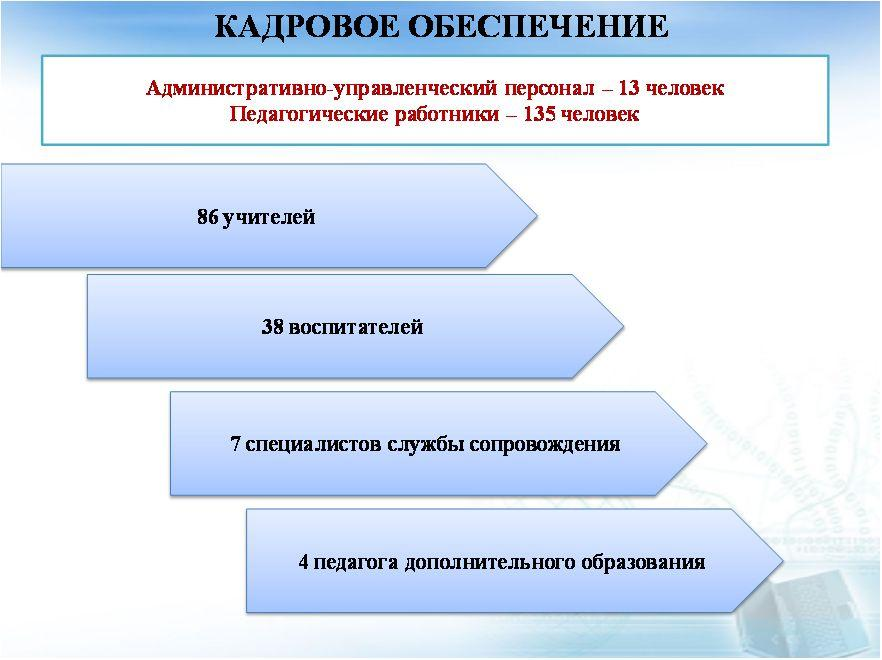 КАДРОВОЕ ОБЕСПЕЧЕНИЕ
Административно-управленческий персонал – 13 человек
Педагогические работники – 135 человек
86 учителей
38 воспитателей
7 специалистов службы сопровождения
4 педагога дополнительного образования